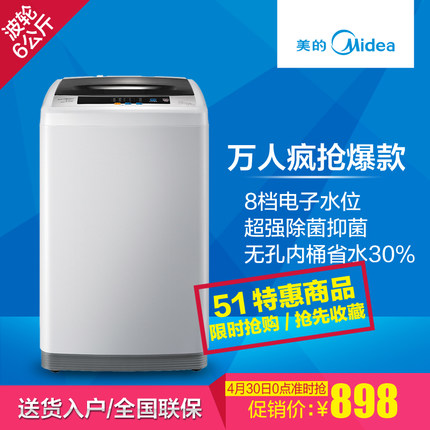 波轮
6公斤
美的 Midea
万人疯抢爆款
8档电子水位
超强除菌抑菌
无孔内桶省水30%
51特惠商品
限时抢购/抢先收藏
4月30日0点准时抢
送货入户/全国联保
促销价:¥898